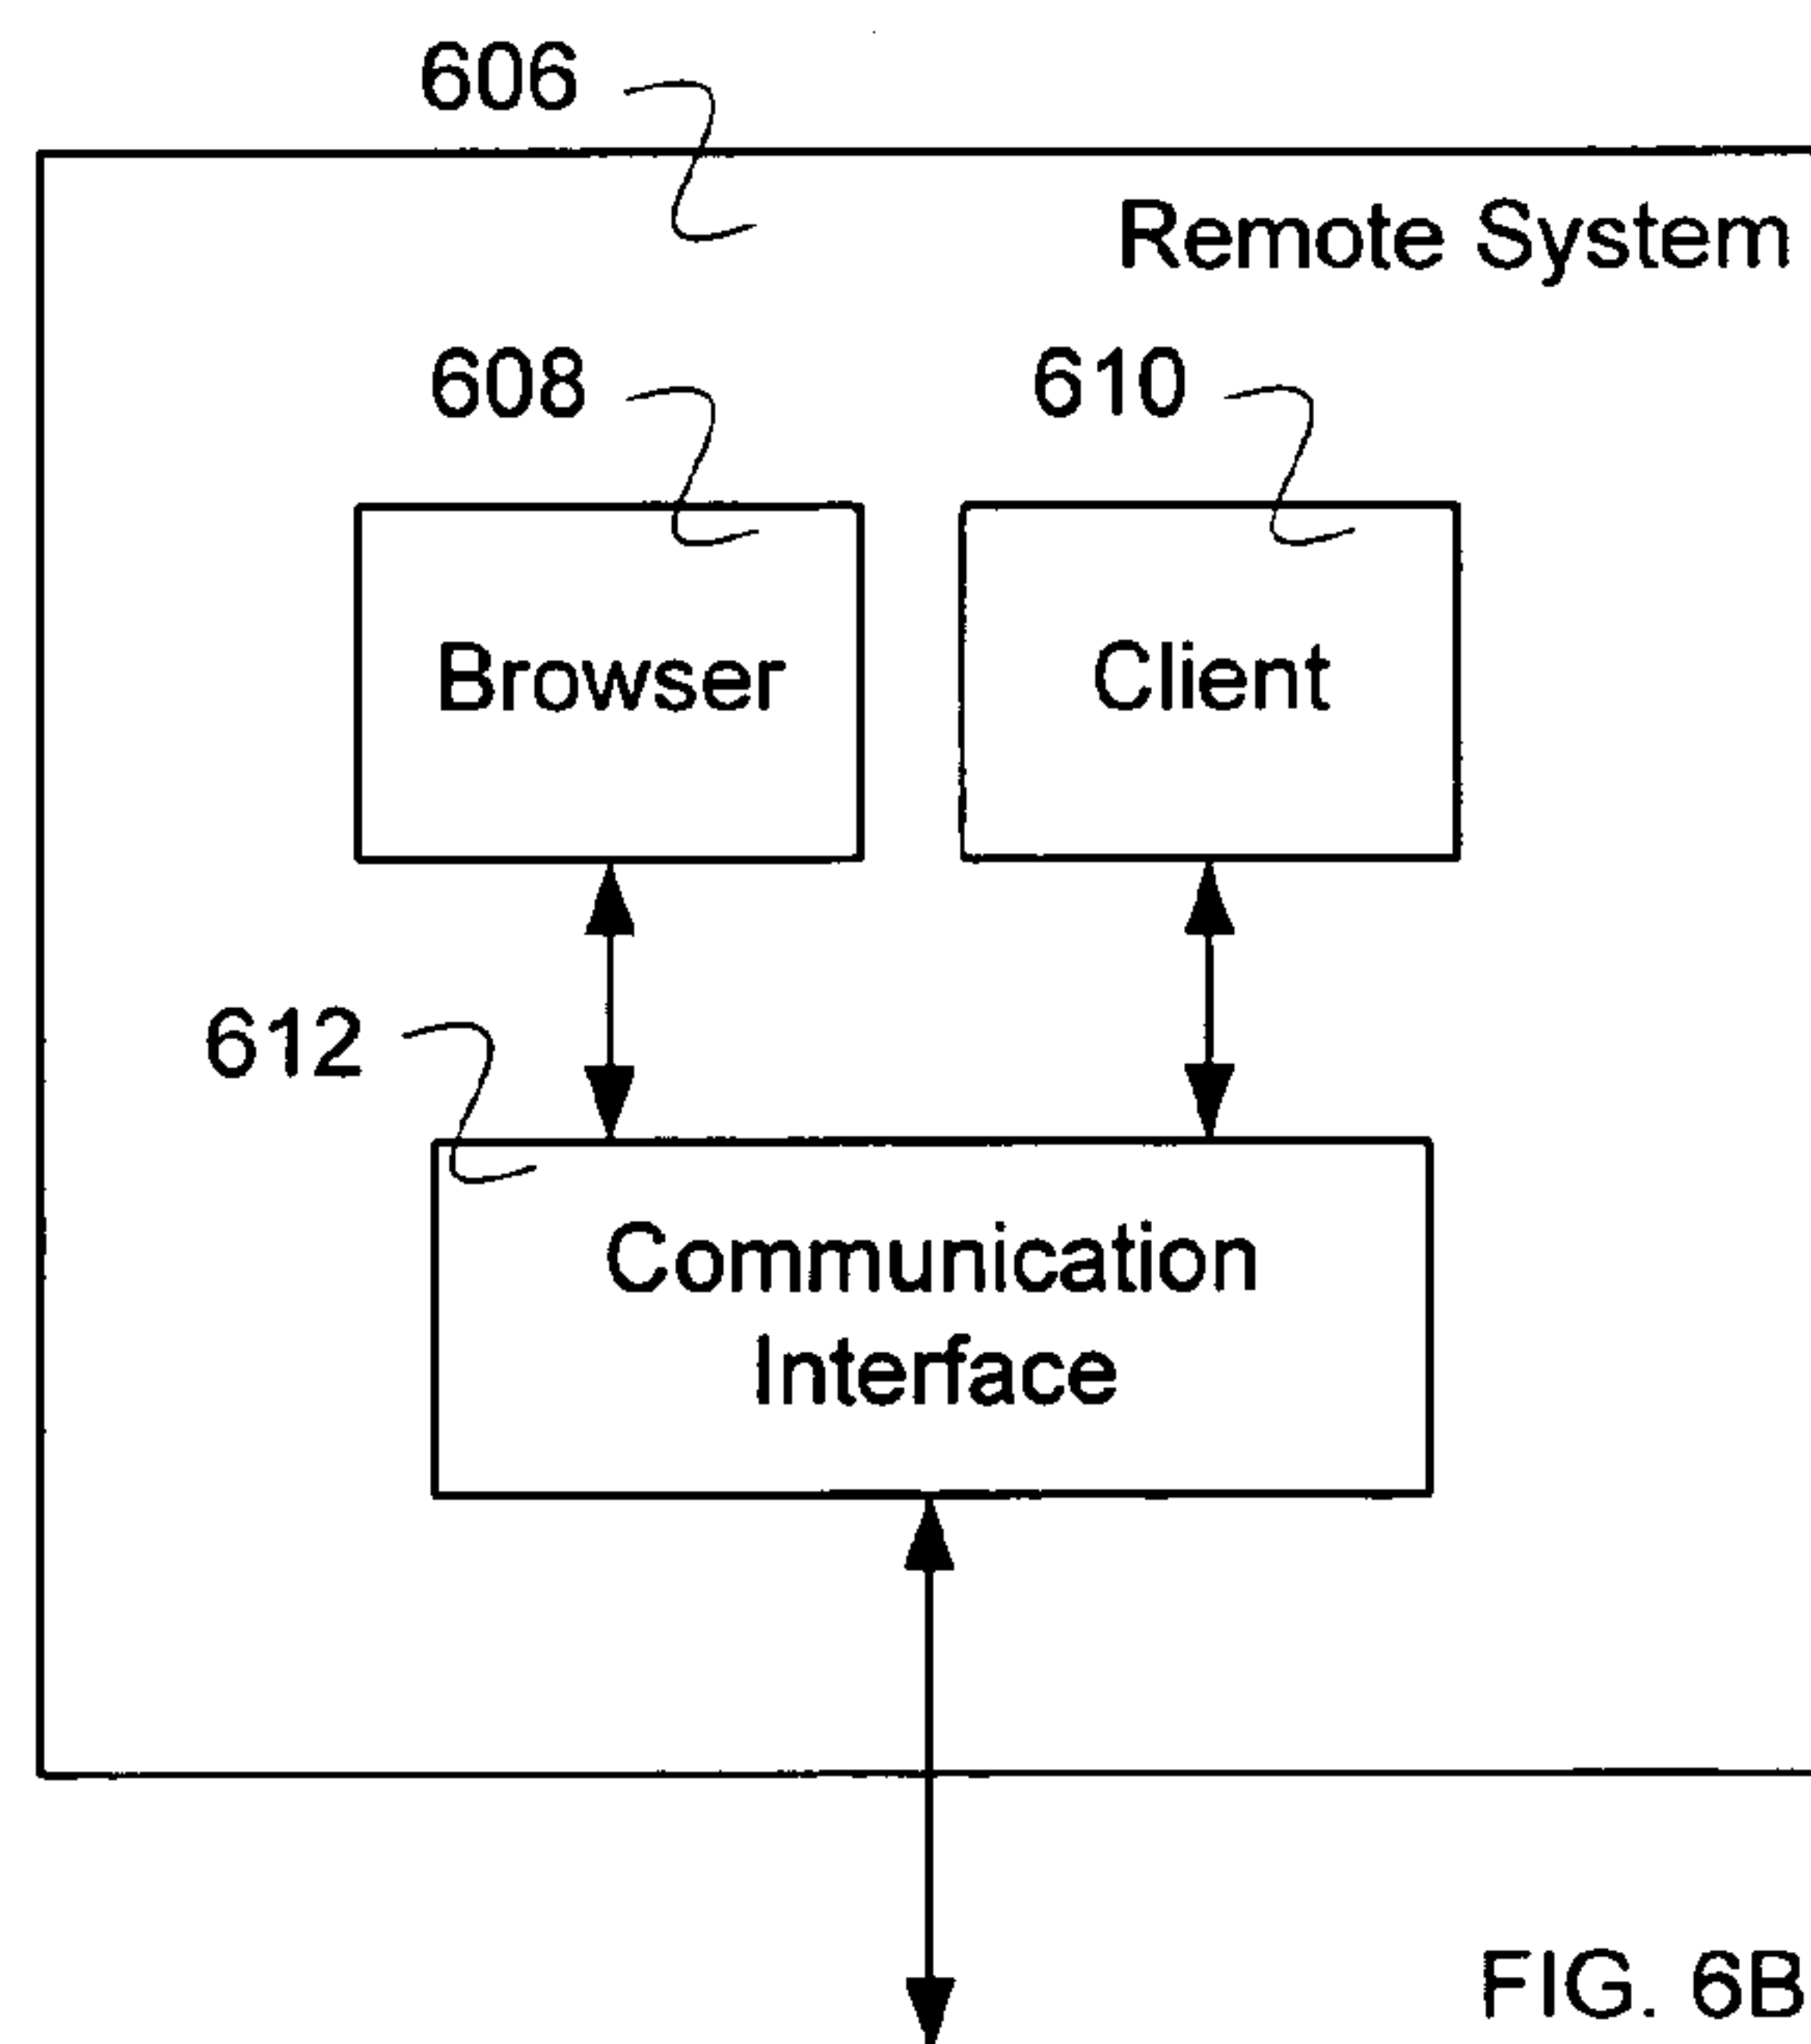 606
Remote System
608
610
Browser
Client
612
Communication
Interface
FIG. 6B